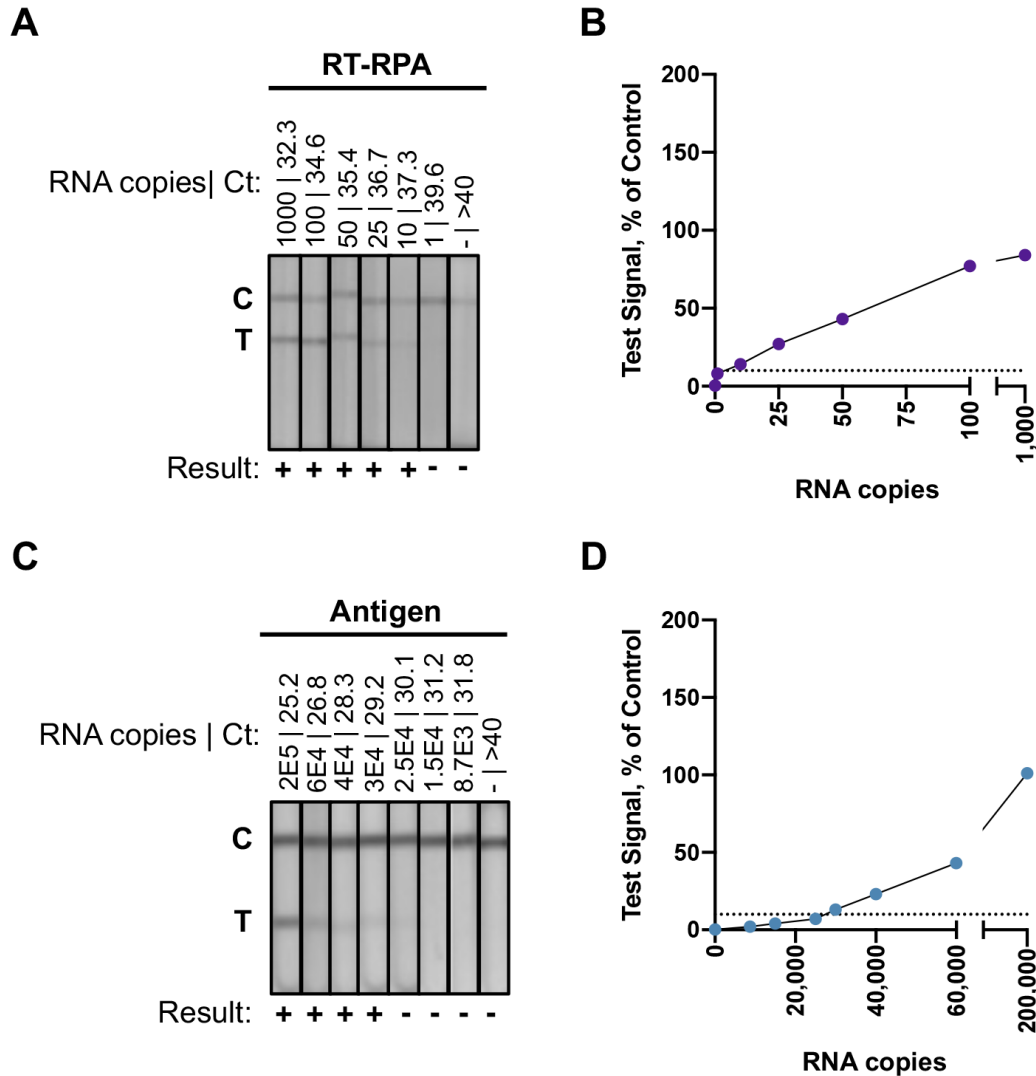 A
RT-RPA
RNA copies| Ct:
1000 | 32.3
100 | 34.6
50 | 35.4
25 | 36.7
10 | 37.3
1 | 39.6
- | >40
C
T
Result:
+ + + + + - -
B
Test Signal, % of Control
200
150
100
50
0
0 25 50 75 100 1,000
RNA copies
C
Antigen
RNA copies | Ct:
2E5 | 25.2
6E4 | 26.8
4E4 | 28.3
3E4 | 29.2
2.5E4 | 30.1
1.5E4 | 31.2
8.7E3 | 31.8
- | >40
C
T
Result:
+ + + + - - - -
D
Test Signal, % of Control
200
150
100
50
0
0 20,000 40,000 60,000 200,000
RNA copies